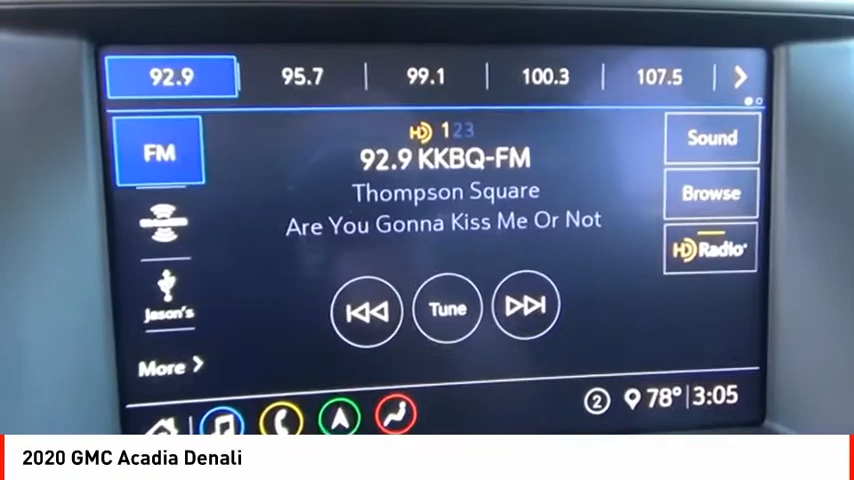 92.9 95.7 99.1 100.3 107.5
FM
HD 123
92.9 KKBQ-FM
Thompson Square
Are You Gonna Kiss Me Or Not
Sound
Browse
HD Radio
Jason's
Tune
More
2 78° 3:05
2020 GMC Acadia Denali